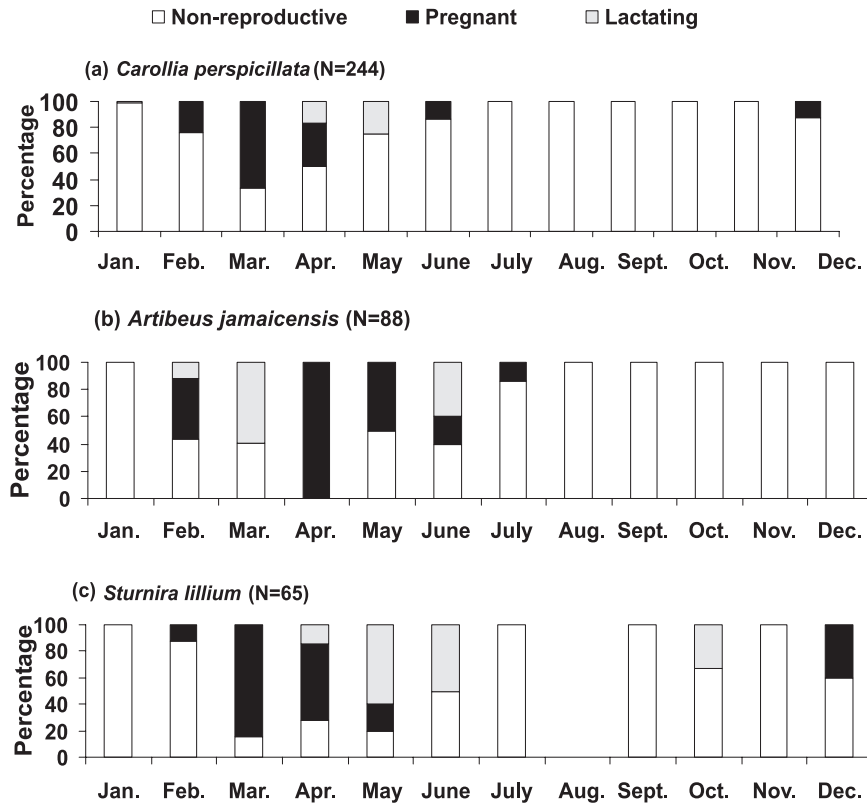 Non-reproductive Pregnant Lactating
(a) Carollia perspicillata (N=244)
Percentage
100
80
60
40
20
0
Jan. Feb. Mar. Apr. May June July Aug. Sept. Oct. Nov. Dec.
(b) Artibeus jamaicensis (N=88)
Percentage
100
80
60
40
20
0
Jan. Feb. Mar. Apr. May June July Aug. Sept. Oct. Nov. Dec.
(c) Sturnira lillium (N=65)
Percentage
100
80
60
40
20
0
Jan. Feb. Mar. Apr. May June July Aug. Sept. Oct. Nov. Dec.